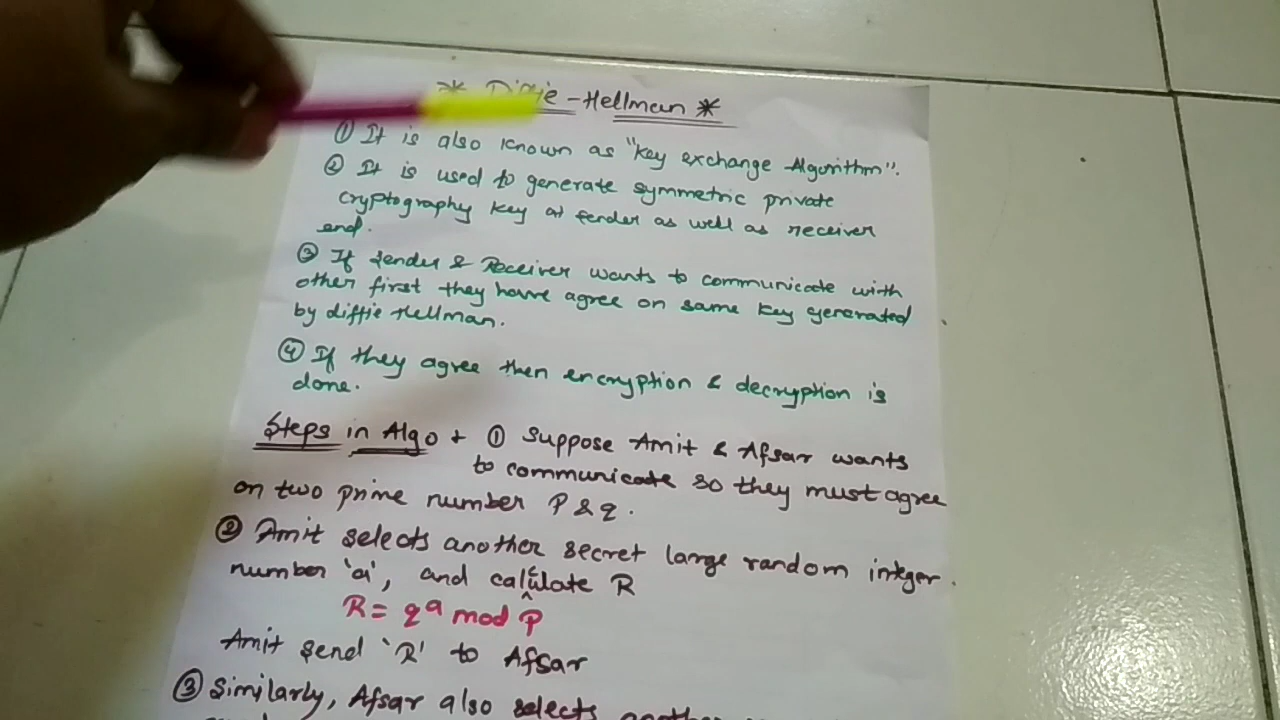 * Diffie - Hellman *
① It is also known as "key exchange Algorithm".
② It is used to generate symmetric private
cryptography key at sender as well as receiver
end.
③ If sender & Receiver wants to communicate with
other first they have agree on same key generated
by diffie Hellman.
④ If they agree then encryption & decryption is
done.
Steps in Algo + ① Suppose Amit & Afsar wants
to communicate so they must agree
on two prime number P & q.
② Amit selects another secret large random integer
number 'a', and calculate R
R = q^a mod P
Amit send 'R' to Afsar
③ Similarly, Afsar also selects another